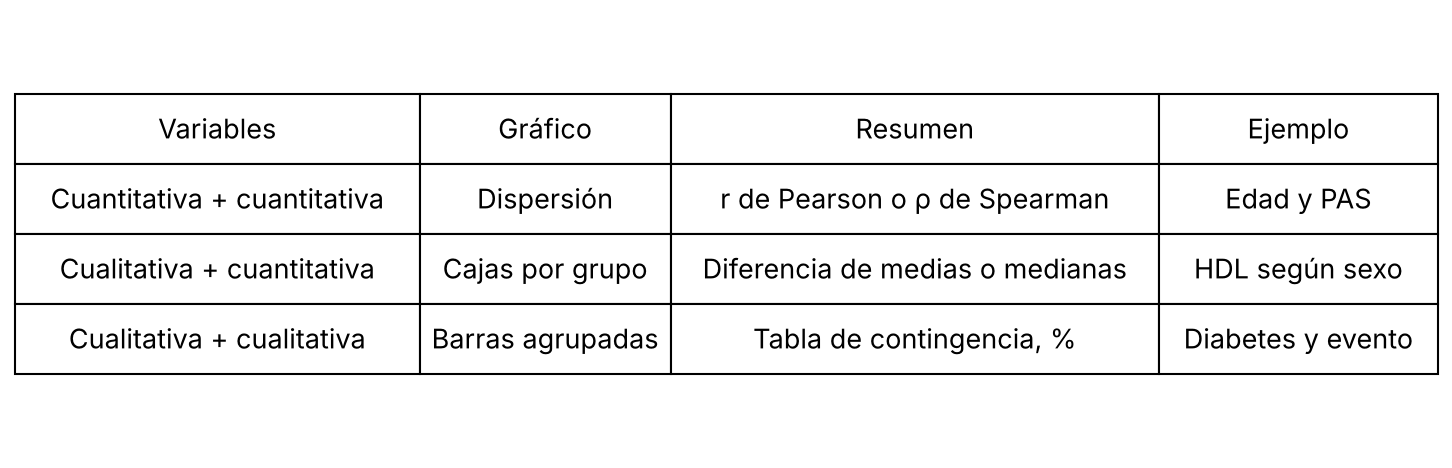 Variables Gráfico Resumen Ejemplo
Cuantitativa + cuantitativa Dispersión r de Pearson o ρ de Spearman Edad y PAS
Cualitativa + cuantitativa Cajas por grupo Diferencia de medias o medianas HDL según sexo
Cualitativa + cualitativa Barras agrupadas Tabla de contingencia, % Diabetes y evento